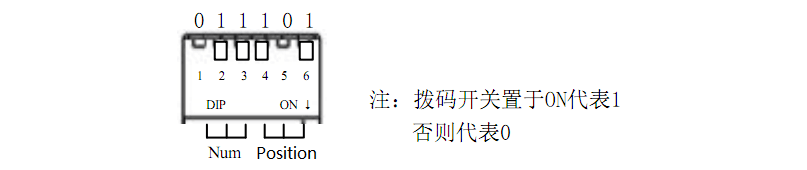 0 1 1 1 0 1
1 2 3 4 5 6
DIP ON ↓
Num Position
注：拨码开关置于ON代表1
否则代表0